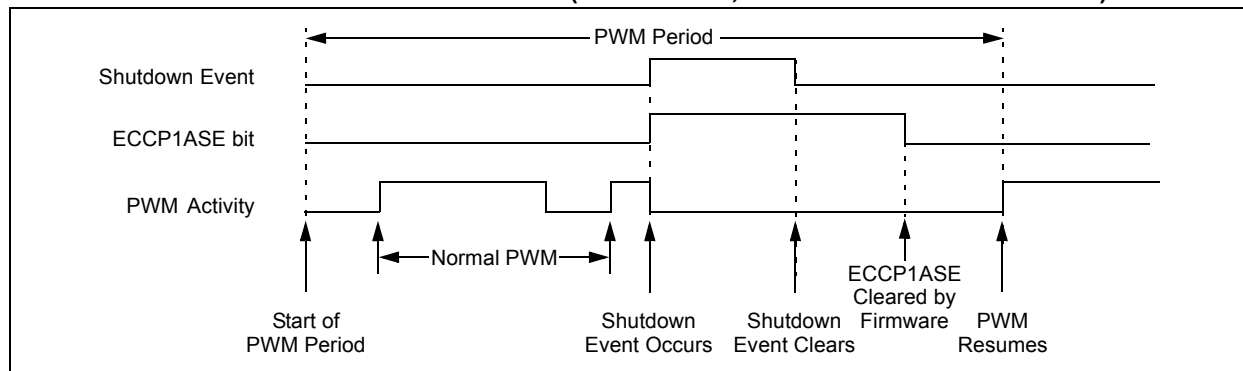 PWM Period
Shutdown Event
ECCP1ASE bit
PWM Activity
Normal PWM
Start of
PWM Period
Shutdown
Event Occurs
Shutdown
Event Clears
ECCP1ASE
Cleared by
Firmware
PWM
Resumes